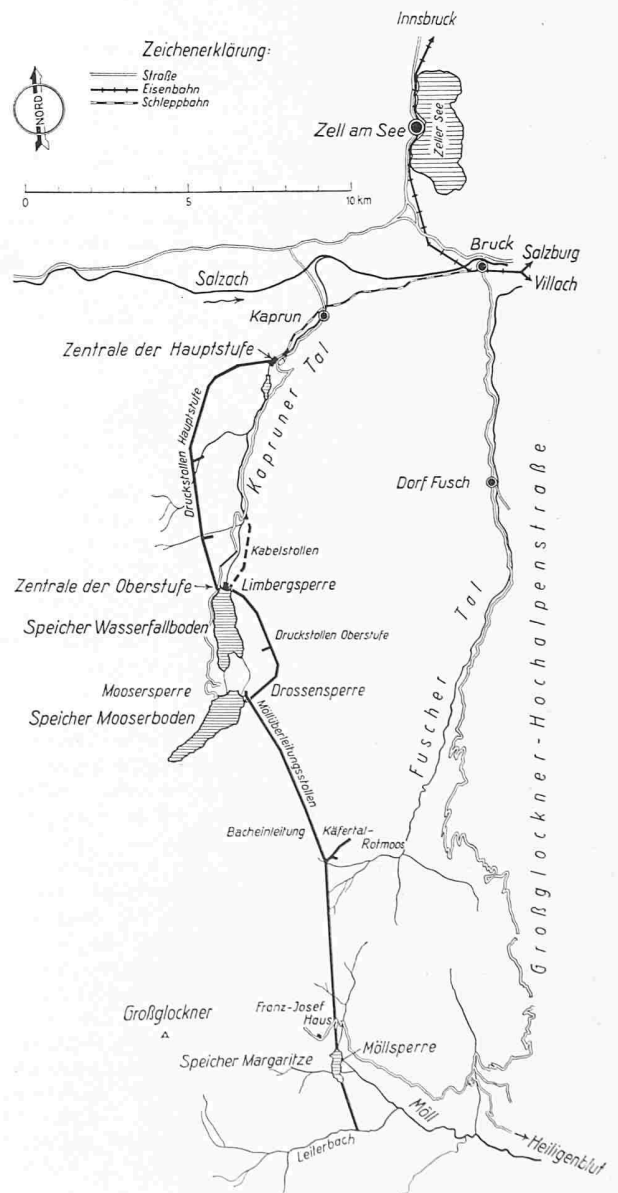 Innsbruck
Zeichenerklärung:
Straße
Eisenbahn
Schleppbahn
NORD
Zell am See
Zeller See
0 5 10 km
Bruck
Salzburg
Villach
Salzach
Kaprun
Zentrale der Hauptstufe
Kapruner Tal
Druckstollen Hauptstufe
Dorf Fusch
Kabelstollen
Zentrale der Oberstufe
Limbergsperre
Speicher Wasserfallboden
Druckstollen Oberstufe
Moosersperre
Drossensperre
Speicher Mooserboden
Möllüberleitungsstollen
Fuscher Tal
Großglockner-Hochalpenstraße
Bacheinleitung Käfertal-
Rotmoos
Großglockner
Franz-Josef
Haus
Möllsperre
Speicher Margaritze
Möll
Leiterbach
Heiligenblut